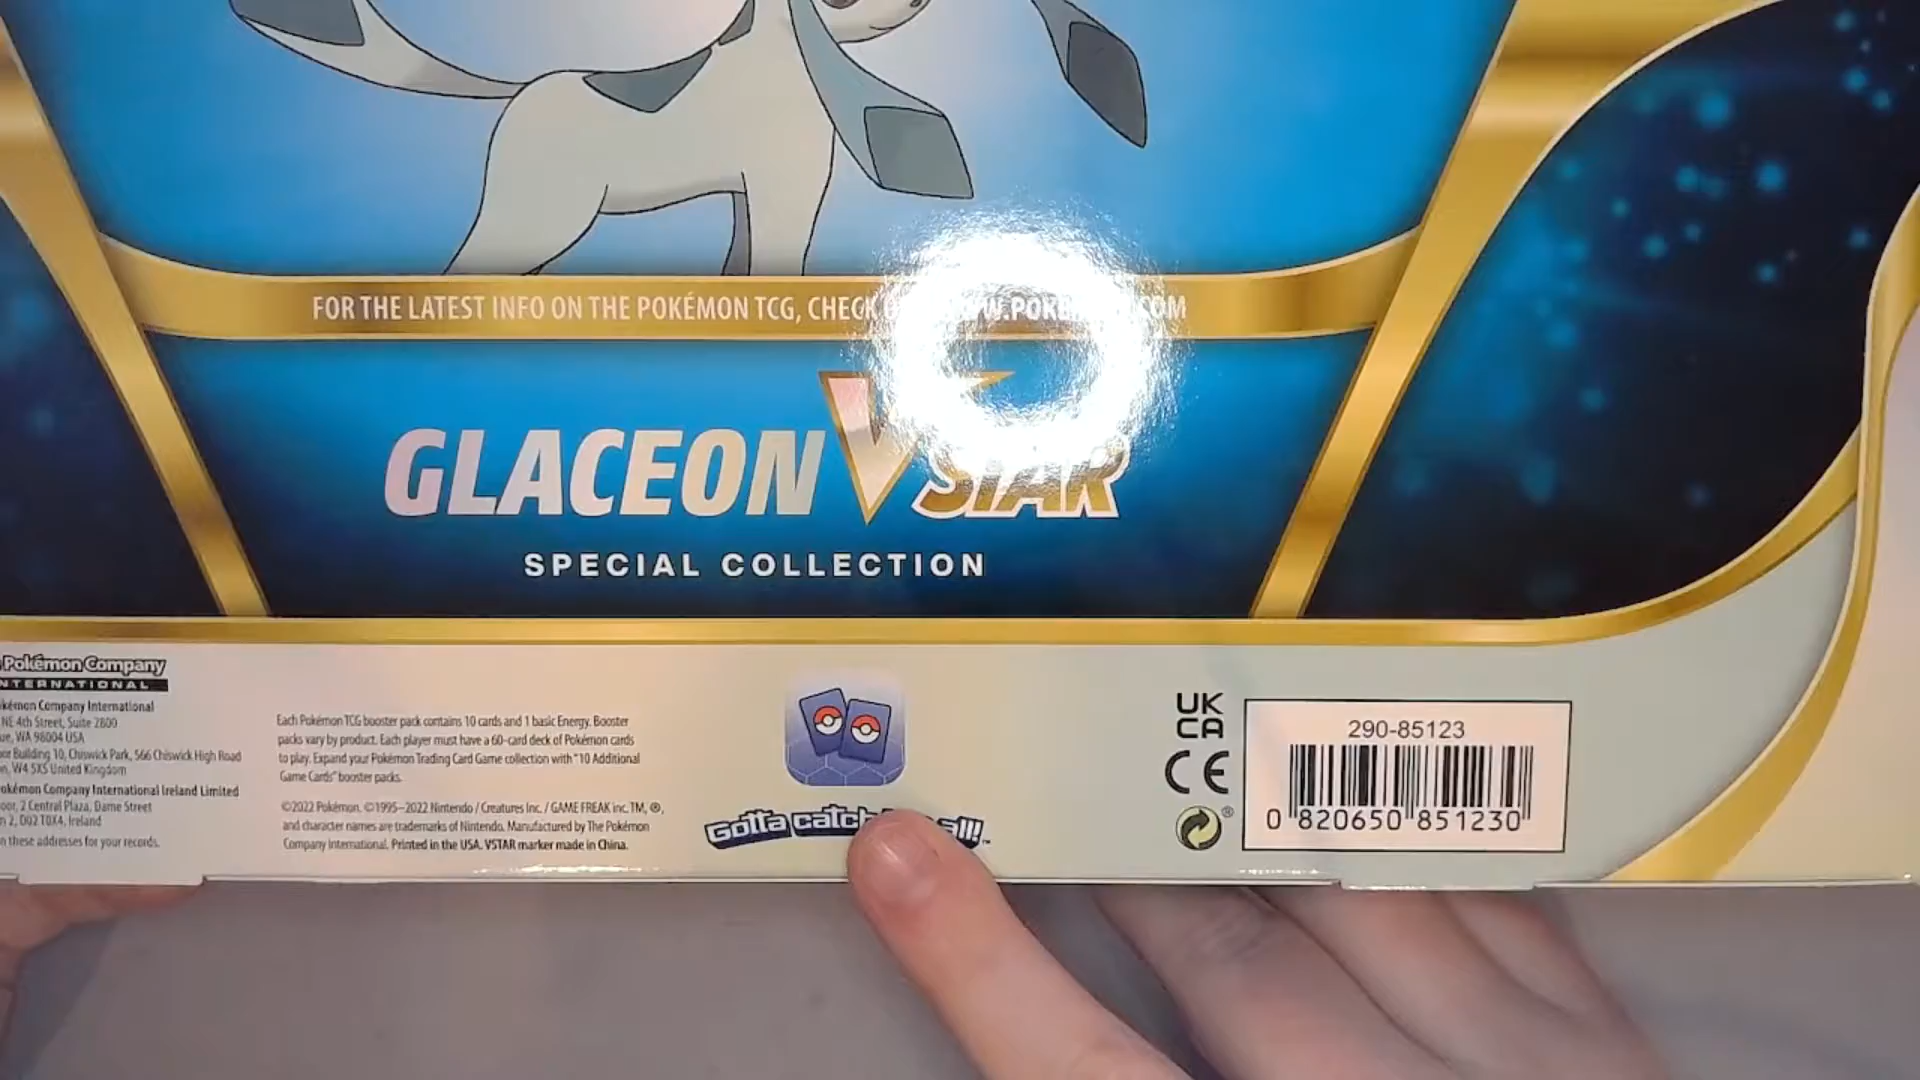 FOR THE LATEST INFO ON THE POKÉMON TCG, CHECK
GLACEON VSTAR
SPECIAL COLLECTION
Pokémon Company
INTERNATIONAL
Pokémon Company International
NE 4th Street, Suite 2800
WA 98004 USA
Building 10, Chiswick Park, 566 Chiswick High Road
W4 5XS United Kingdom
Pokémon Company International Ireland Limited
2 Central Plaza, Dame Street
2, D02 T0X4, Ireland
these addresses for your records.
Each Pokémon TCG booster pack contains 10 cards and 1 basic Energy. Booster
packs vary by product. Each player must have a 60-card deck of Pokémon cards
to play. Expand your Pokémon Trading Card Game collection with "10 Additional
Game Cards" booster packs.
©2022 Pokémon. ©1995–2022 Nintendo / Creatures Inc. / GAME FREAK inc. TM, ®,
and character names are trademarks of Nintendo. Manufactured by The Pokémon
Company International. Printed in the USA. VSTAR marker made in China.
Gotta catch all!™
UK
CA
CE
®
290-85123
0 820650 851230